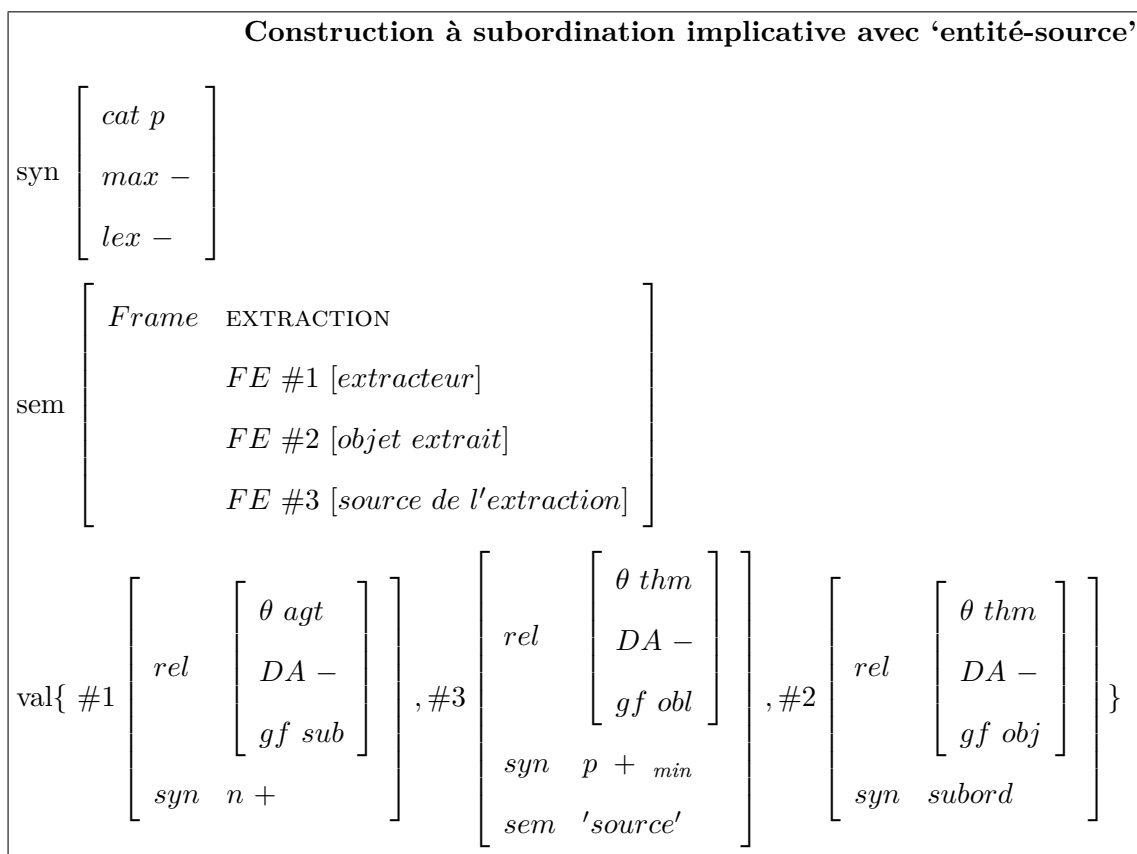 Construction à subordination implicative avec ‘entité-source’
syn [ cat p
max −
lex − ]
sem [ Frame EXTRACTION
FE #1 [extracteur]
FE #2 [objet extrait]
FE #3 [source de l'extraction] ]
val{ #1 [ rel [ θ agt
DA −
gf sub ]
syn n + ]
, #3 [ rel [ θ thm
DA −
gf obl ]
syn p + min
sem 'source' ]
, #2 [ rel [ θ thm
DA −
gf obj ]
syn subord ] }